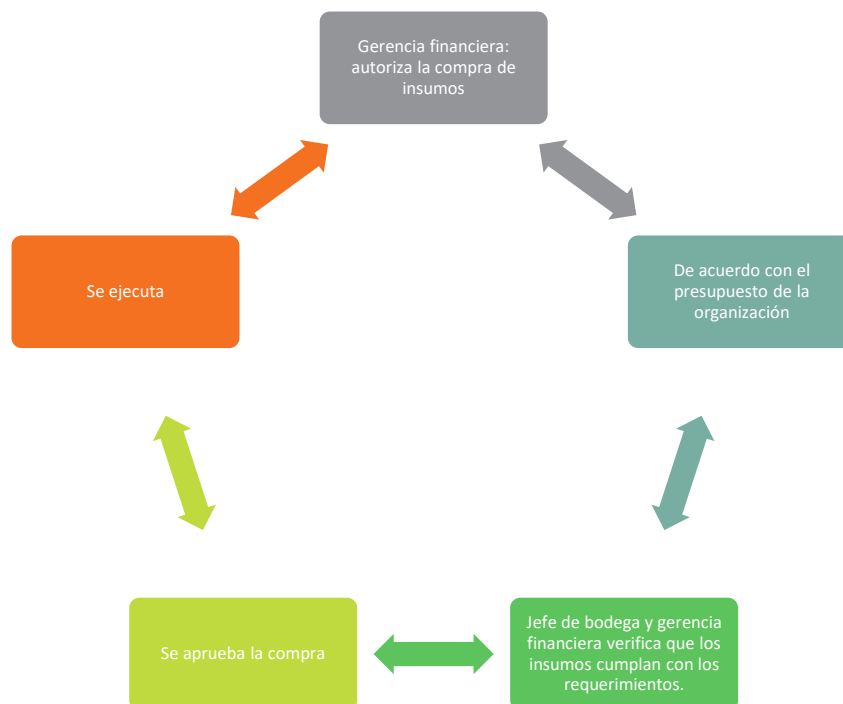 Gerencia financiera:
autoriza la compra de
insumos
De acuerdo con el
presupuesto de la
organización
Jefe de bodega y gerencia
financiera verifica que los
insumos cumplan con los
requerimientos.
Se aprueba la compra
Se ejecuta